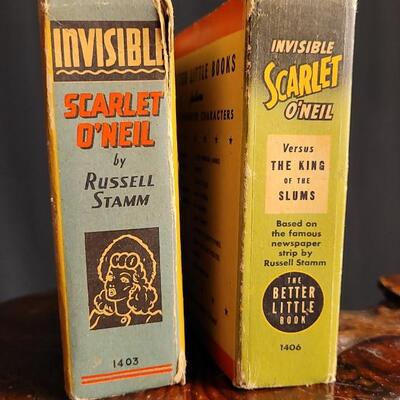 INVISIBLE
SCARLET
O'NEIL
by
RUSSELL
STAMM
1403
LITTLE BOOKS
CHARACTERS
INVISIBLE
SCARLET
O'NEIL
Versus
THE KING
OF THE
SLUMS
Based on
the famous
newspaper
strip by
Russell Stamm
THE
BETTER
LITTLE
BOOK
1406